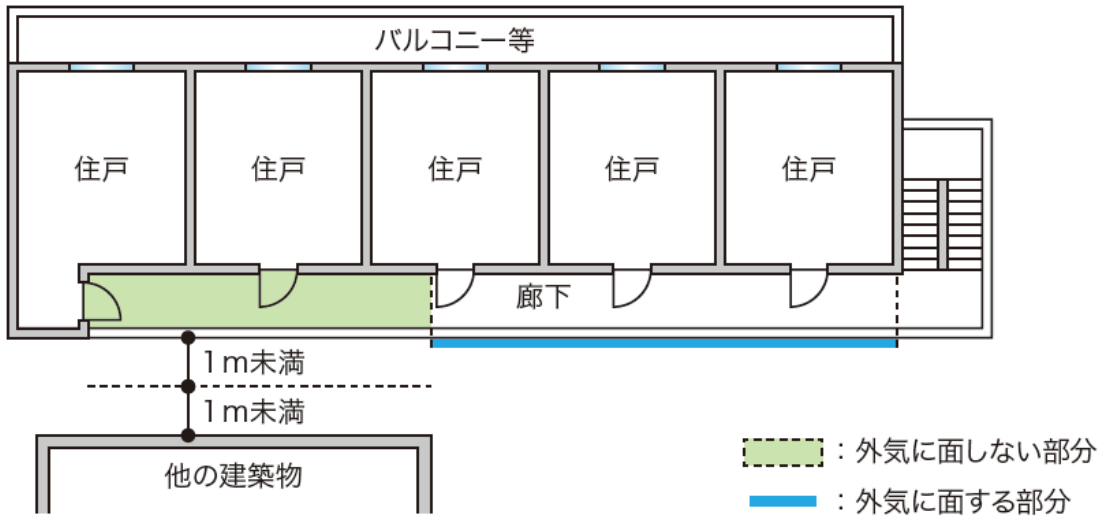 バルコニー等
住戸
住戸
住戸
住戸
住戸
廊下
1m未満
1m未満
他の建築物
：外気に面しない部分
：外気に面する部分